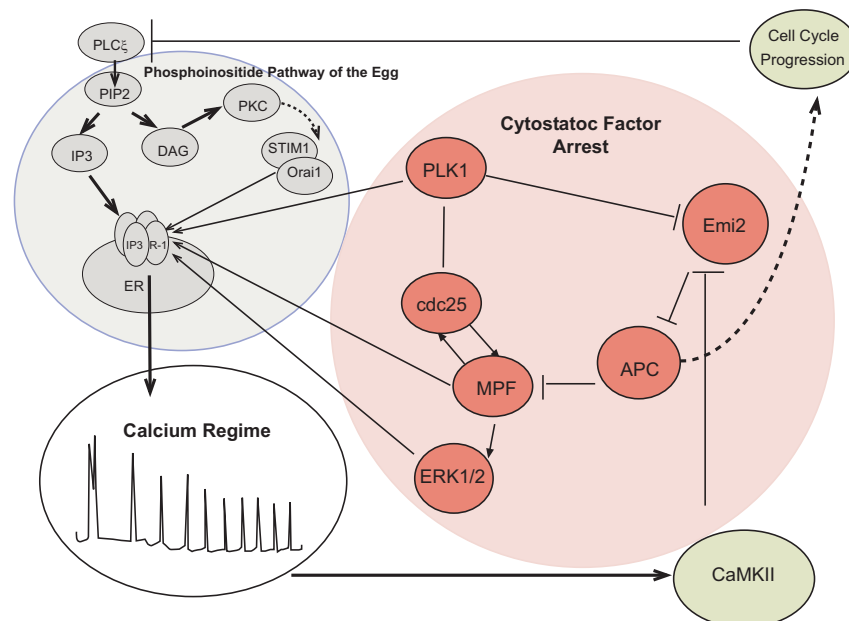 PLCξ
Cell Cycle
Progression
Phosphoinositide Pathway of the Egg
PIP2
PKC
IP3
DAG
STIM1
Orai1
Cytostatoc Factor
Arrest
PLK1
Emi2
IP3
R-1
ER
cdc25
MPF
APC
Calcium Regime
ERK1/2
CaMKII